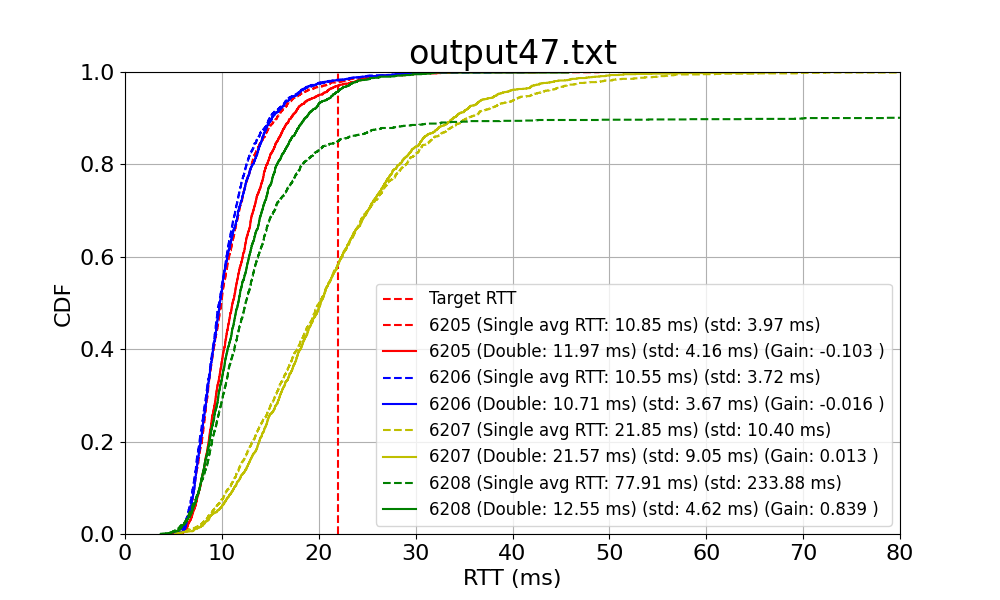 output47.txt
1.0
0.8
0.6
0.4
0.2
0.0
CDF
Target RTT
6205 (Single avg RTT: 10.85 ms) (std: 3.97 ms)
6205 (Double: 11.97 ms) (std: 4.16 ms) (Gain: -0.103 )
6206 (Single avg RTT: 10.55 ms) (std: 3.72 ms)
6206 (Double: 10.71 ms) (std: 3.67 ms) (Gain: -0.016 )
6207 (Single avg RTT: 21.85 ms) (std: 10.40 ms)
6207 (Double: 21.57 ms) (std: 9.05 ms) (Gain: 0.013 )
6208 (Single avg RTT: 77.91 ms) (std: 233.88 ms)
6208 (Double: 12.55 ms) (std: 4.62 ms) (Gain: 0.839 )
0 10 20 30 40 50 60 70 80
RTT (ms)